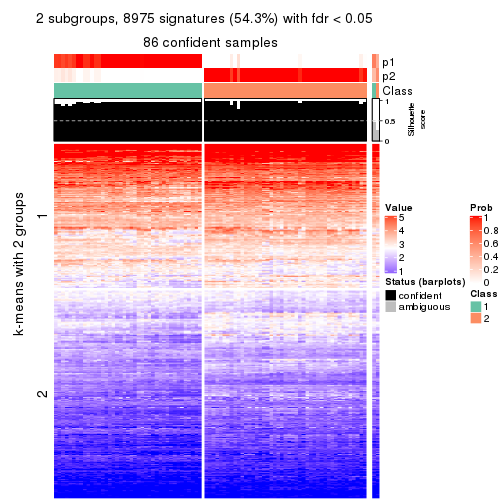 2 subgroups, 8975 signatures (54.3%) with fdr < 0.05
86 confident samples
p1
p2
Class
1
0.5
0
Silhouette
score
k-means with 2 groups
1
2
Value
5
4
3
2
1
Status (barplots)
confident
ambiguous
Prob
1
0.8
0.6
0.4
0.2
0
Class
1
2